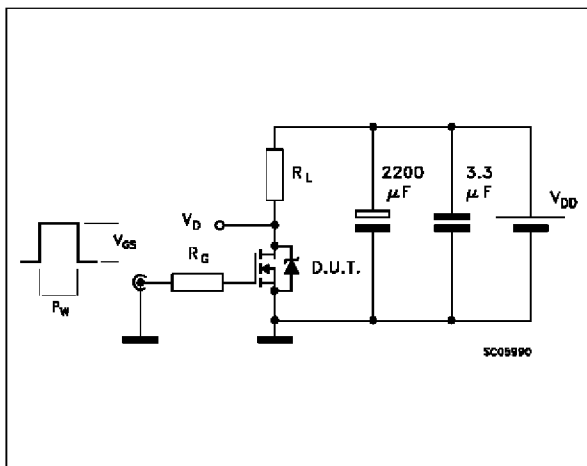 R_L
2200 μF
3.3 μF
V_DD
V_D
V_GS
R_G
D.U.T.
P_W
SC05990